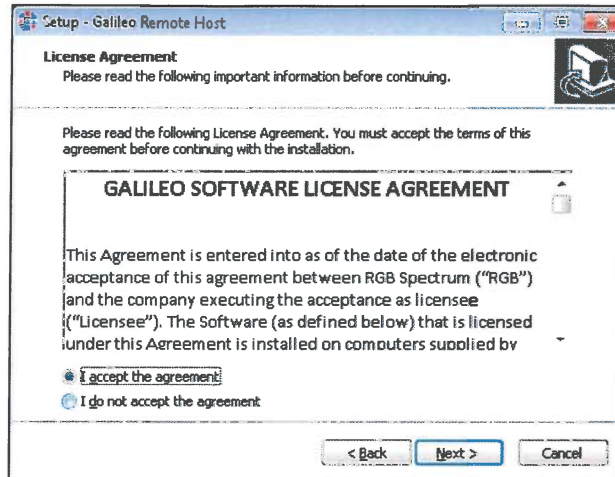 Setup - Galileo Remote Host
License Agreement
Please read the following important information before continuing.
Please read the following License Agreement. You must accept the terms of this
agreement before continuing with the installation.
GALILEO SOFTWARE LICENSE AGREEMENT
This Agreement is entered into as of the date of the electronic
acceptance of this agreement between RGB Spectrum (“RGB”)
and the company executing the acceptance as licensee
(“Licensee”). The Software (as defined below) that is licensed
under this Agreement is installed on computers supplied by
I accept the agreement
I do not accept the agreement
< Back Next > Cancel